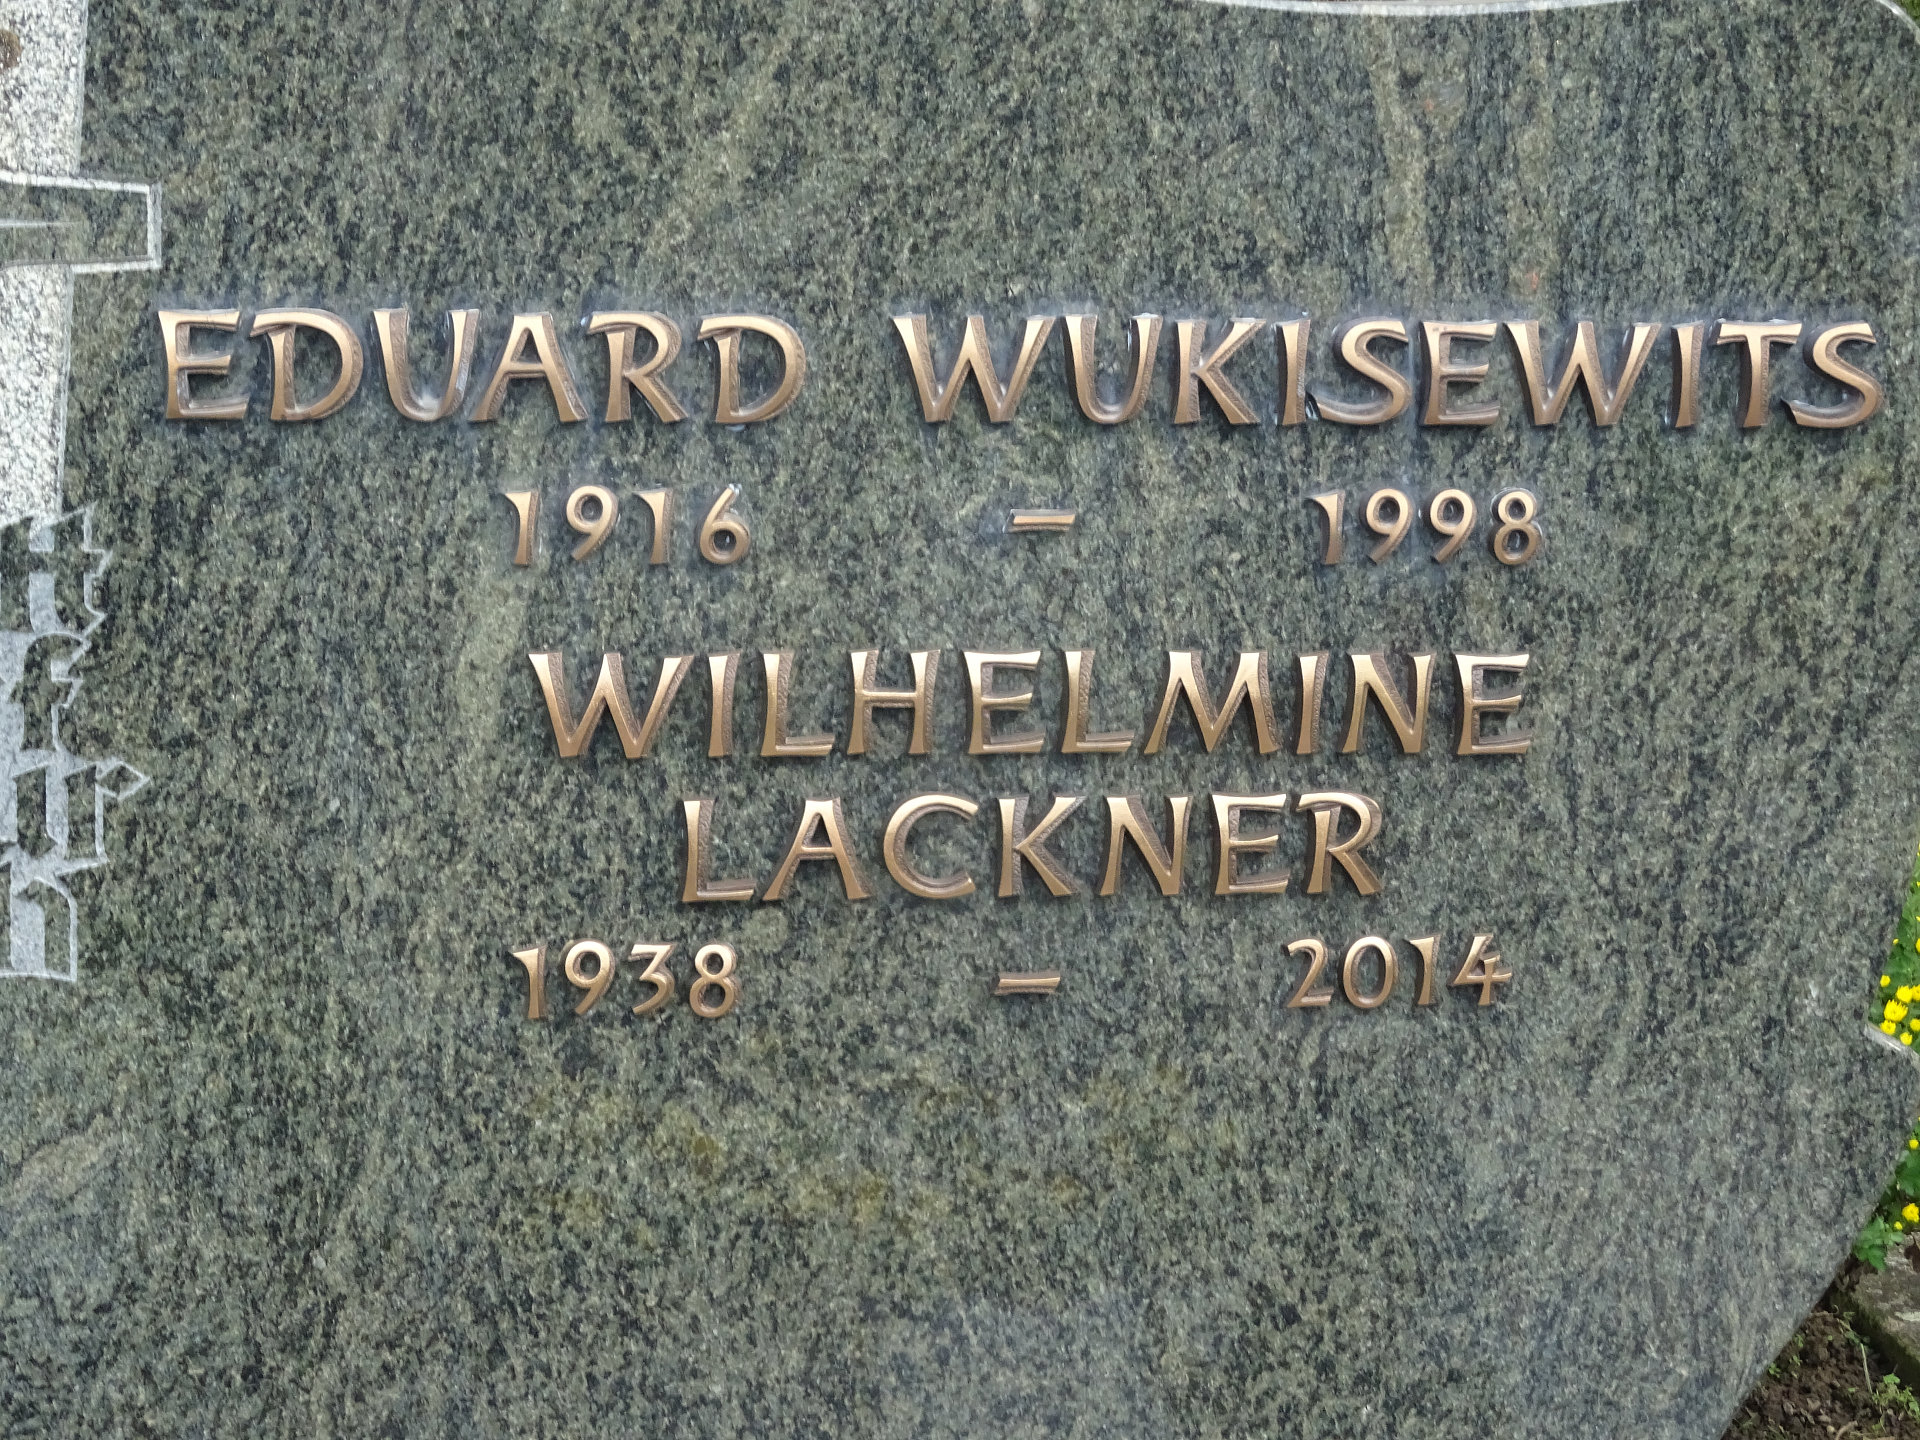 EDUARD WUKISEWITS
1916 – 1998
WILHELMINE
LACKNER
1938 – 2014